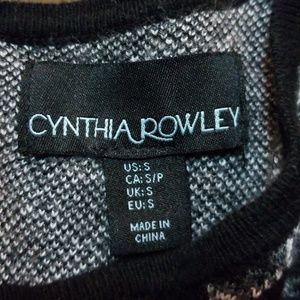 CYNTHIA ROWLEY
US: S
CA: S/P
UK: S
EU: S
MADE IN
CHINA